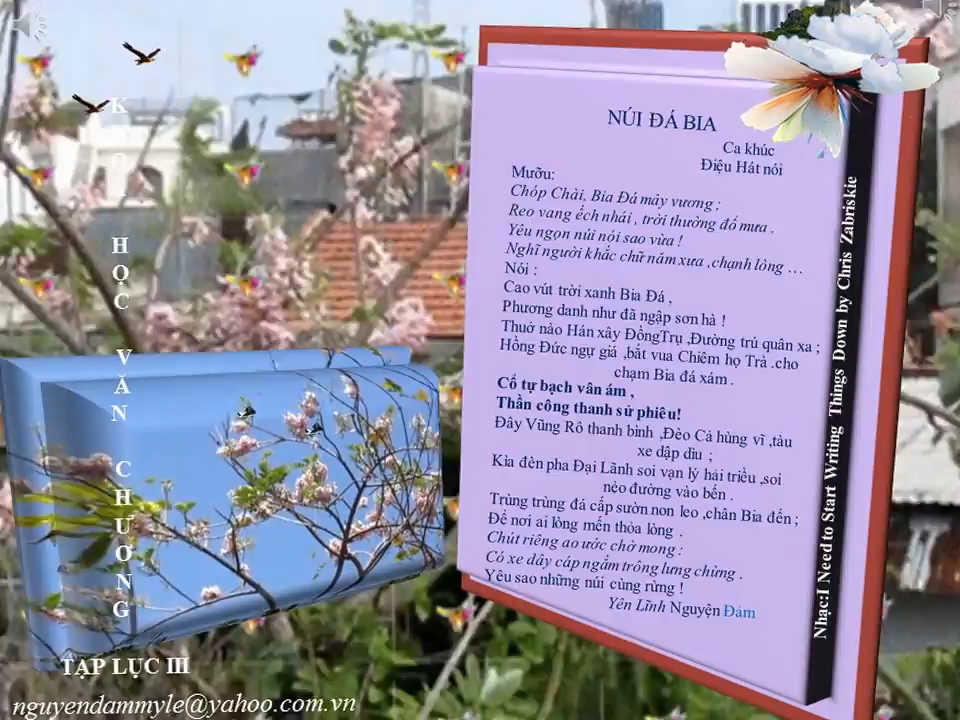 KHO HỌC VĂN CHƯƠNG
TẬP LỤC III
nguyendammyle@yahoo.com.vn
NÚI ĐÁ BIA
Ca khúc
Điệu Hát nói
Mưỡu:
Chóp Chài, Bia Đá mây vương ;
Reo vang ếch nhái , trời thường đổ mưa .
Yêu ngọn núi nói sao vừa !
Nghĩ người khắc chữ năm xưa ,chạnh lòng …
Nói :
Cao vút trời xanh Bia Đá ,
Phương danh như đã ngập sơn hà !
Thuở nào Hán xây ĐồngTrụ ,Đường trú quân xa ;
Hồng Đức ngự giá ,bắt vua Chiêm họ Trà .cho
chạm Bia đá xám .
Cổ tự bạch vân ám ,
Thần công thanh sử phiêu!
Đây Vũng Rô thanh bình ,Đèo Cả hùng vĩ ,tàu
xe dập dìu ;
Kìa đèn pha Đại Lãnh soi vạn lý hải triều ,soi
nẻo đường vào bến .
Trùng trùng đá cấp sườn non leo ,chân Bia đến ;
Để nơi ai lòng mến thỏa lòng .
Chút riêng ao ước chờ mong :
Có xe dây cáp ngắm trông lưng chừng .
Yêu sao những núi cùng rừng !
Yên Lĩnh Nguyện Đảm
Nhạc:I Need to Start Writing Things Down by Chris Zabriskie